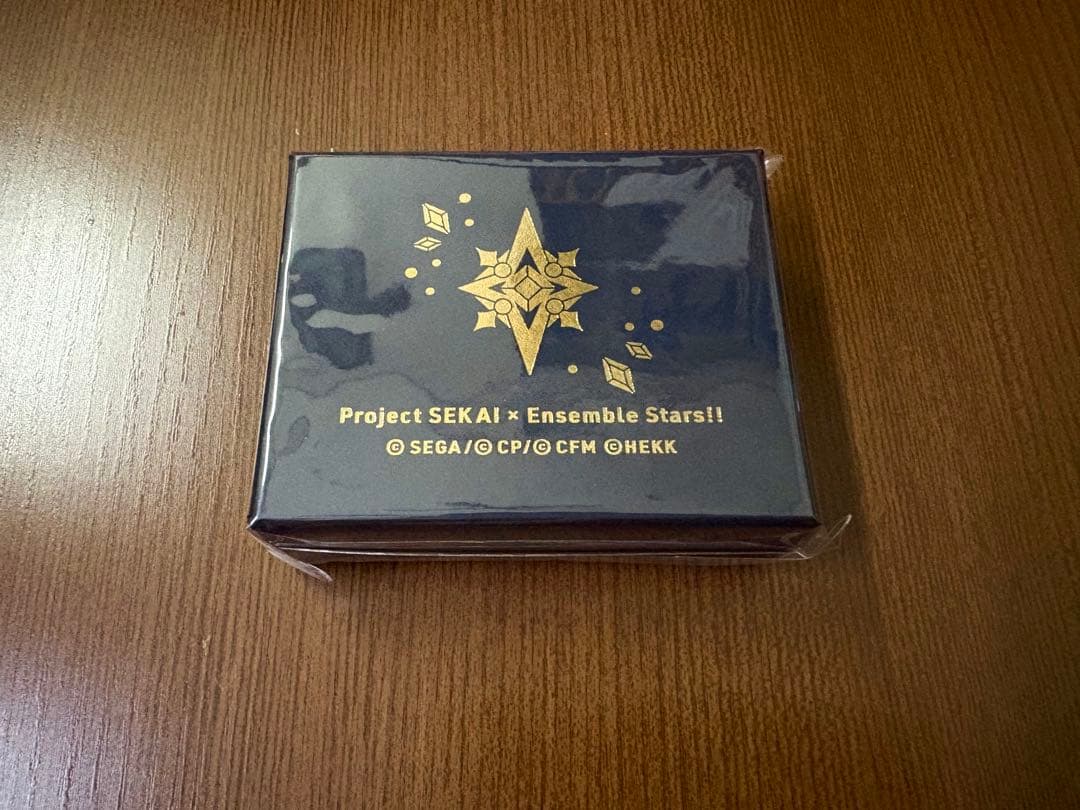 Project SEKAI × Ensemble Stars!!
© SEGA/© CP/© CFM ©HEKK